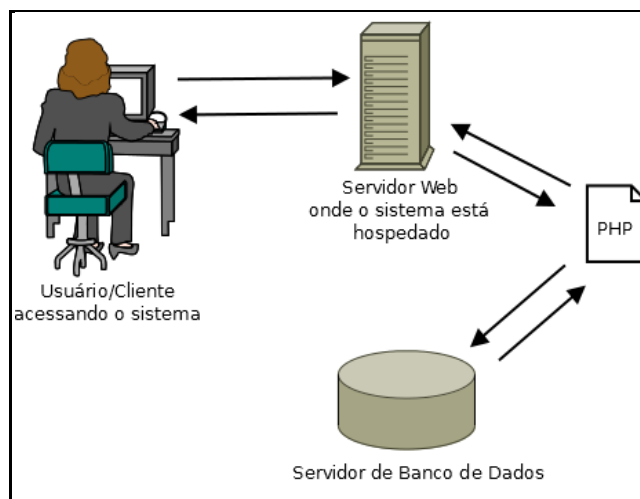 Servidor Web
onde o sistema está
hospedado
PHP
Usuário/Cliente
acessando o sistema
Servidor de Banco de Dados